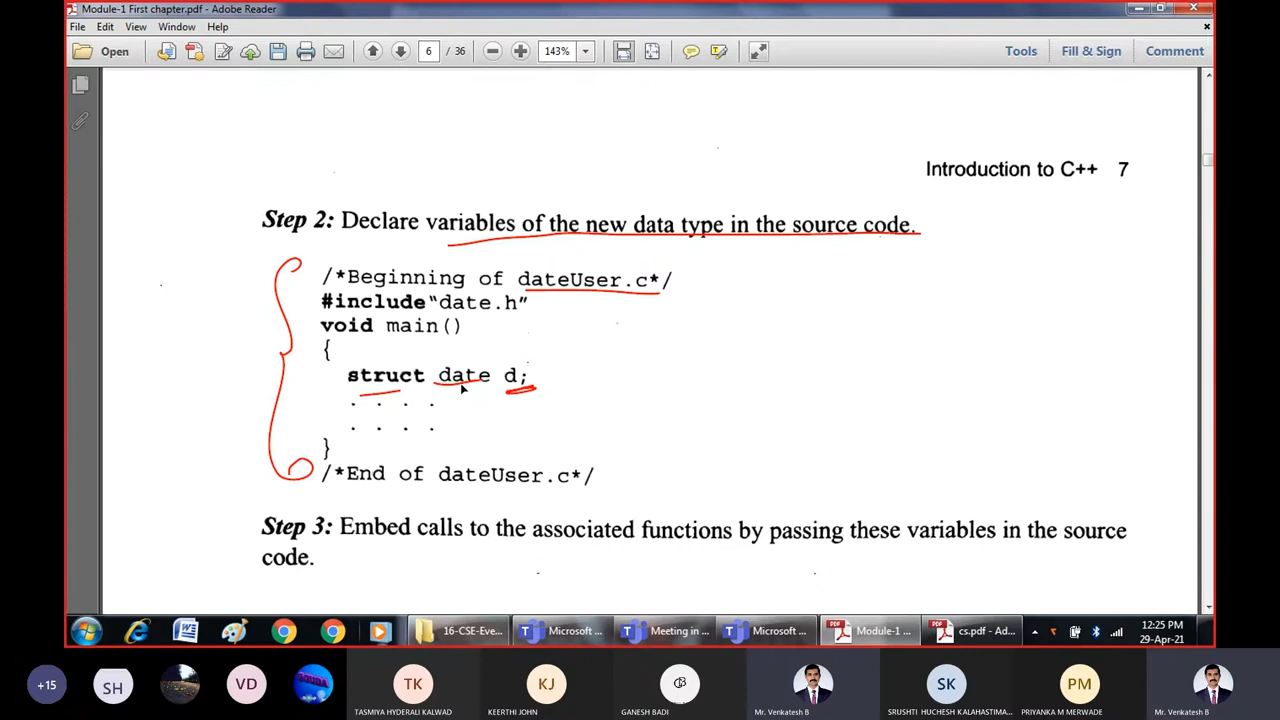 Module-1 First chapter.pdf - Adobe Reader
File Edit View Window Help
Open 6 / 36 143% Tools Fill & Sign Comment
Introduction to C++ 7
Step 2: Declare variables of the new data type in the source code.
/*Beginning of dateUser.c*/
#include“date.h”
void main()
{
struct date d;
. . . .
. . . .
}
/*End of dateUser.c*/
Step 3: Embed calls to the associated functions by passing these variables in the source
code.
16-CSE-Eve... Microsoft ... Meeting in ... Microsoft ... Module-1 ... cs.pdf - Ad...
12:25 PM
29-Apr-21
+15 SH VD TK KJ SK PM
TASMIYA HYDERALI KALWAD KEERTHI JOHN GANESH BADI Mr. Venkatesh B SRUSHTI HUCHESH KALAHASTIMA... PRIYANKA M MERWADE Mr. Venkatesh B